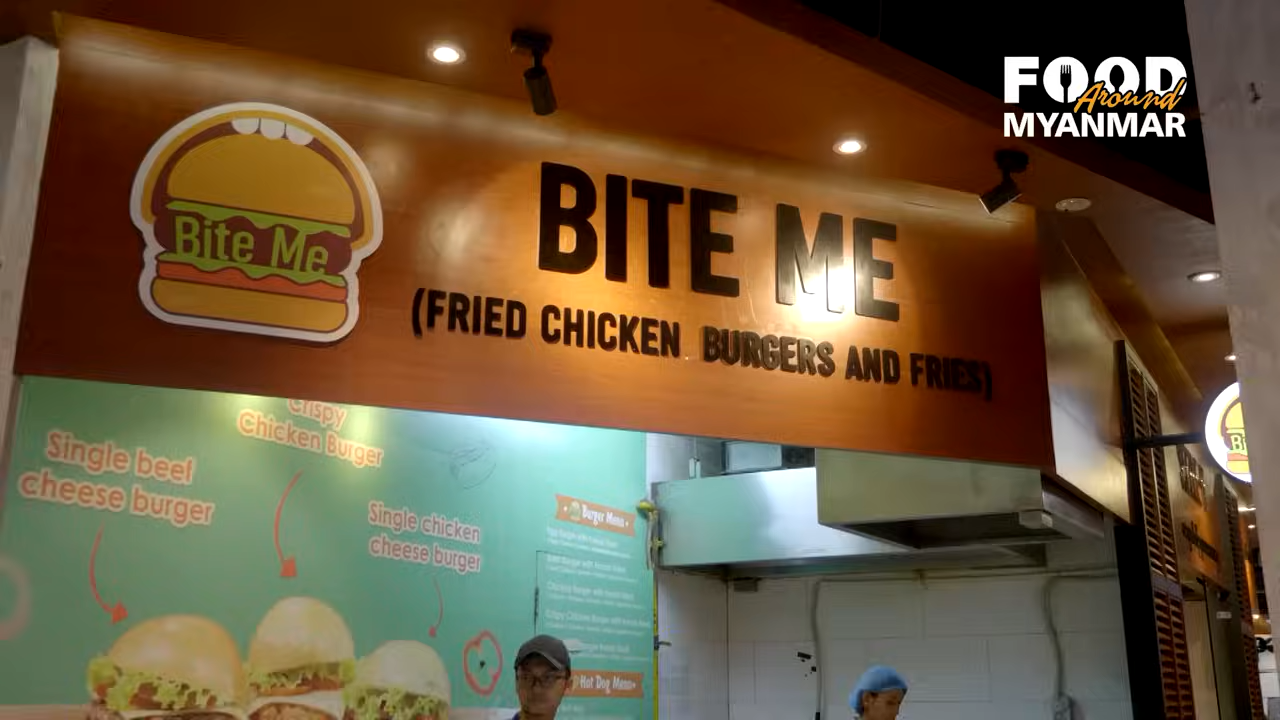 FOOD
Around
MYANMAR
Bite Me
BITE ME
(FRIED CHICKEN BURGERS AND FRIES)
Crispy
Chicken Burger
Single beef
cheese burger
Single chicken
cheese burger
Burger Menu
Hot Dog Menu